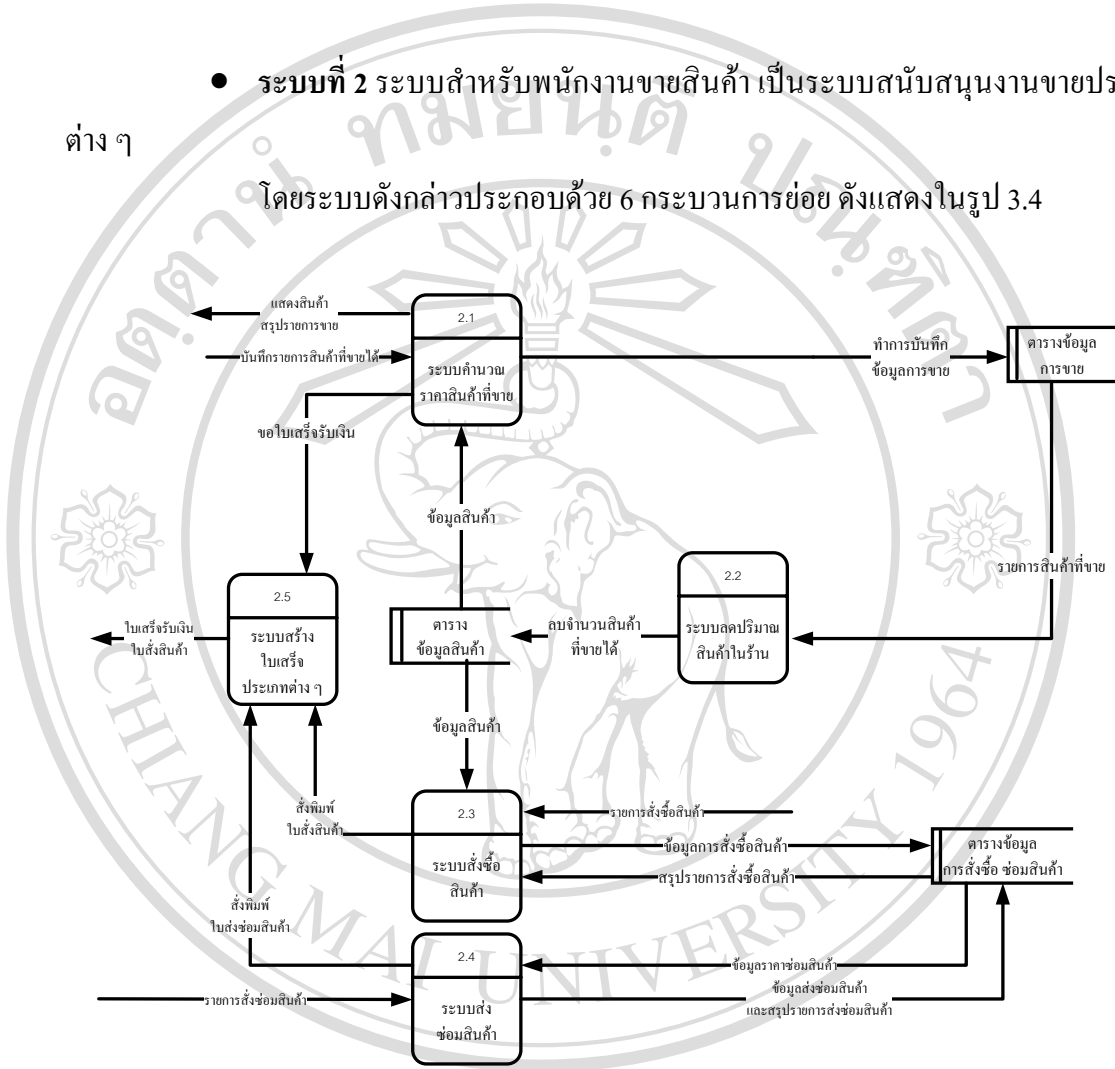 • ระบบที่ 2 ระบบสำหรับพนักงานขายสินค้า เป็นระบบสนับสนุนงานขายปร
ต่าง ๆ
โดยระบบดังกล่าวประกอบด้วย 6 กระบวนการย่อย ดังแสดงในรูป 3.4
แสดงสินค้า
สรุปรายการขาย
บันทึกรายการสินค้าที่ขายได้
2.1
ระบบคำนวณ
ราคาสินค้าที่ขาย
ทำการบันทึก
ข้อมูลการขาย
ตารางข้อมูล
การขาย
ขอใบเสร็จรับเงิน
ข้อมูลสินค้า
รายการสินค้าที่ขาย
2.5
ระบบสร้าง
ใบเสร็จ
ประเภทต่าง ๆ
ใบเสร็จรับเงิน
ใบสั่งสินค้า
ตาราง
ข้อมูลสินค้า
ลบจำนวนสินค้า
ที่ขายได้
2.2
ระบบลดปริมาณ
สินค้าในร้าน
ข้อมูลสินค้า
สั่งพิมพ์
ใบสั่งสินค้า
2.3
ระบบสั่งซื้อ
สินค้า
รายการสั่งซื้อสินค้า
ข้อมูลการสั่งซื้อสินค้า
สรุปรายการสั่งซื้อสินค้า
ตารางข้อมูล
การสั่งซื้อ ซ่อมสินค้า
สั่งพิมพ์
ใบส่งซ่อมสินค้า
2.4
ระบบส่ง
ซ่อมสินค้า
รายการสั่งซ่อมสินค้า
ข้อมูลราคาซ่อมสินค้า
ข้อมูลส่งซ่อมสินค้า
และสรุปรายการส่งซ่อมสินค้า
อตฺตานํ ทมยนฺติ ปณฺฑิตา
CHIANG MAI UNIVERSITY 1964